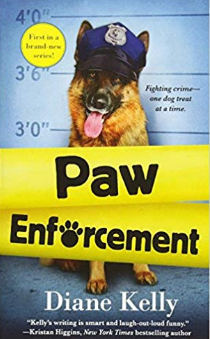 4'0"
First in a
brand-new
series!
3'6"
Fighting crime—
one dog treat
at a time.
3'0"
Paw
Enforcement
Diane Kelly
"Kelly's writing is smart and laugh-out-loud funny."
—Kristan Higgins, New York Times bestselling author